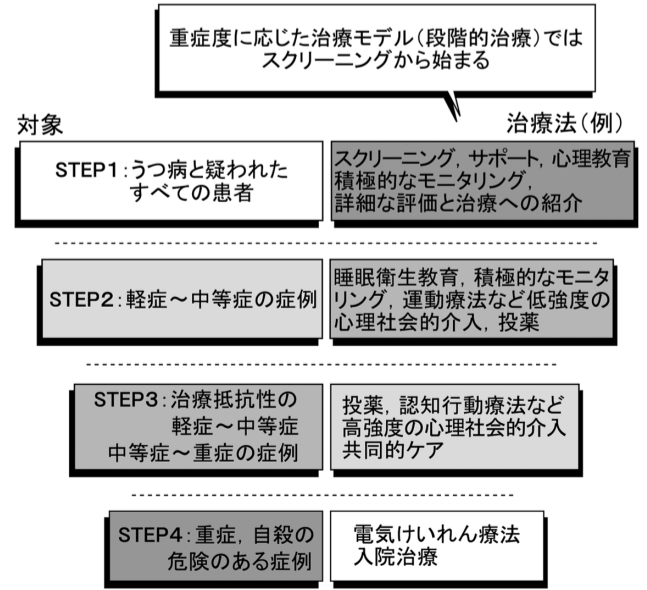 重症度に応じた治療モデル（段階的治療）では
スクリーニングから始まる
対象
治療法（例）
STEP1：うつ病と疑われた
すべての患者
スクリーニング，サポート，心理教育
積極的なモニタリング，
詳細な評価と治療への紹介
STEP2：軽症～中等症の症例
睡眠衛生教育，積極的なモニタ
リング，運動療法など低強度の
心理社会的介入，投薬
STEP3：治療抵抗性の
軽症～中等症
中等症～重症の症例
投薬，認知行動療法など
高強度の心理社会的介入
共同的ケア
STEP4：重症，自殺の
危険のある症例
電気けいれん療法
入院治療